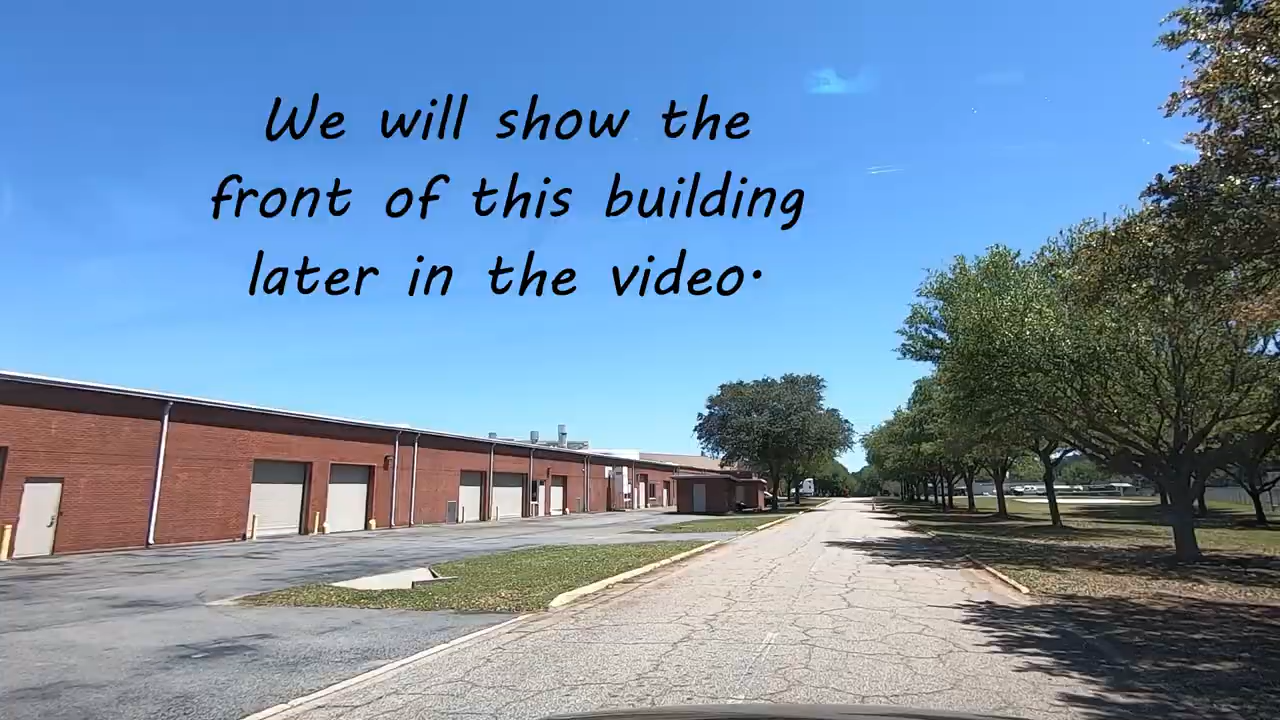 We will show the
front of this building
later in the video.